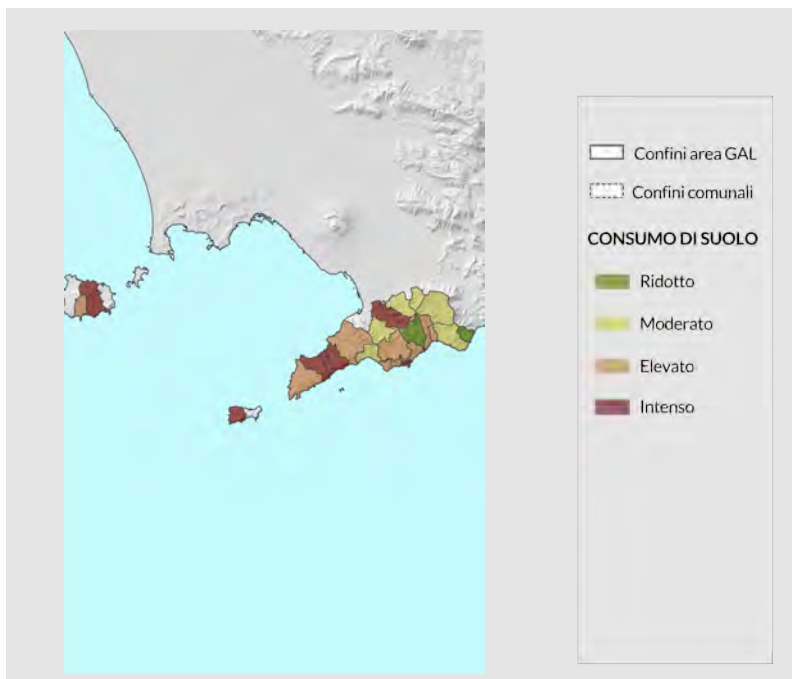 Confini area GAL
Confini comunali
CONSUMO DI SUOLO
Ridotto
Moderato
Elevato
Intenso